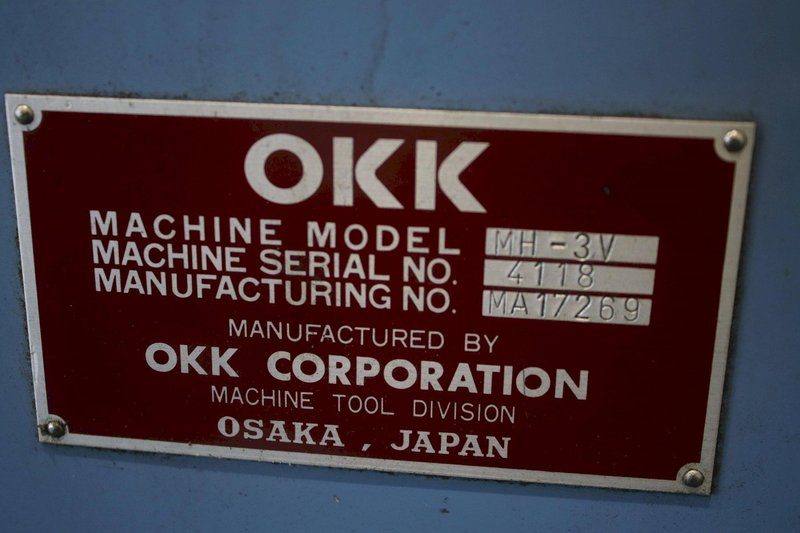 OKK
MACHINE MODEL MH-3V
MACHINE SERIAL NO. 4118
MANUFACTURING NO. MA17269
MANUFACTURED BY
OKK CORPORATION
MACHINE TOOL DIVISION
OSAKA, JAPAN